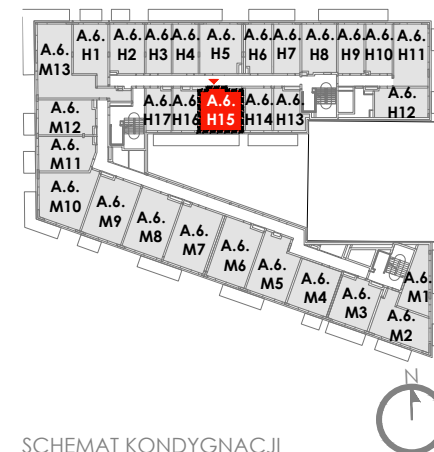 A.6. M13
A.6. H1
A.6. H2
A.6. H3
A.6. H4
A.6. H5
A.6. H6
A.6. H7
A.6. H8
A.6. H9
A.6. H10
A.6. H11
A.6. H17
A.6. H16
A.6. H15
A.6. H14
A.6. H13
A.6. H12
A.6. M12
A.6. M11
A.6. M10
A.6. M9
A.6. M8
A.6. M7
A.6. M6
A.6. M5
A.6. M4
A.6. M3
A.6. M2
A.6. M1
N
SCHEMAT KONDYGNACJI